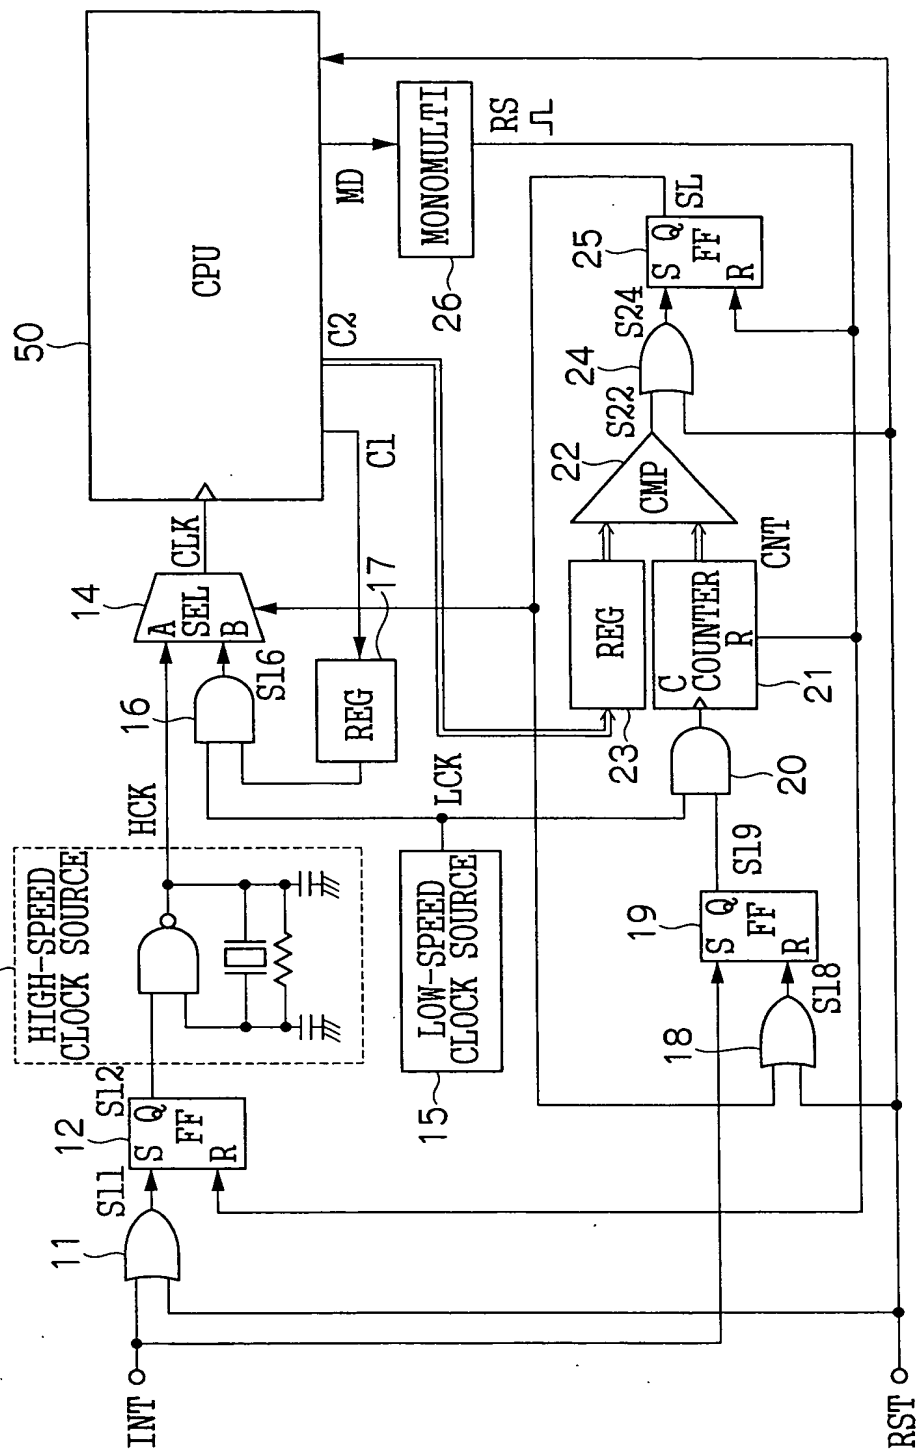 INT
RST
11
S11
12
S
Q
FF
R
S12
HIGH-SPEED
CLOCK SOURCE
HCK
16
S16
14
A
SEL
B
CLK
50
CPU
17
REG
C1
C2
MD
MONOMULTI
26
RS
15
LOW-SPEED
CLOCK SOURCE
LCK
18
S18
19
S
Q
FF
R
S19
20
23
REG
C
COUNTER
R
21
CNT
22
CMP
S22
24
S24
25
S
Q
FF
R
SL